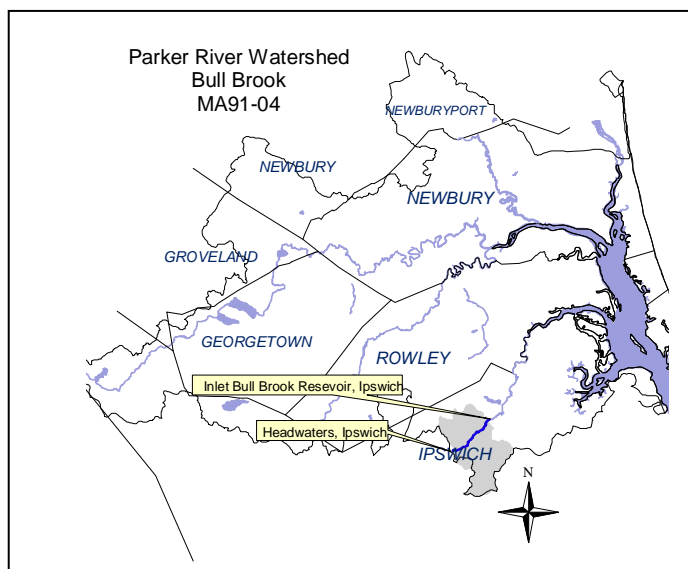 Parker River Watershed
Bull Brook
MA91-04
NEWBURYPORT
NEWBURY
NEWBURY
GROVELAND
GEORGETOWN
ROWLEY
Inlet Bull Brook Resevoir, Ipswich
Headwaters, Ipswich
IPSWICH
N